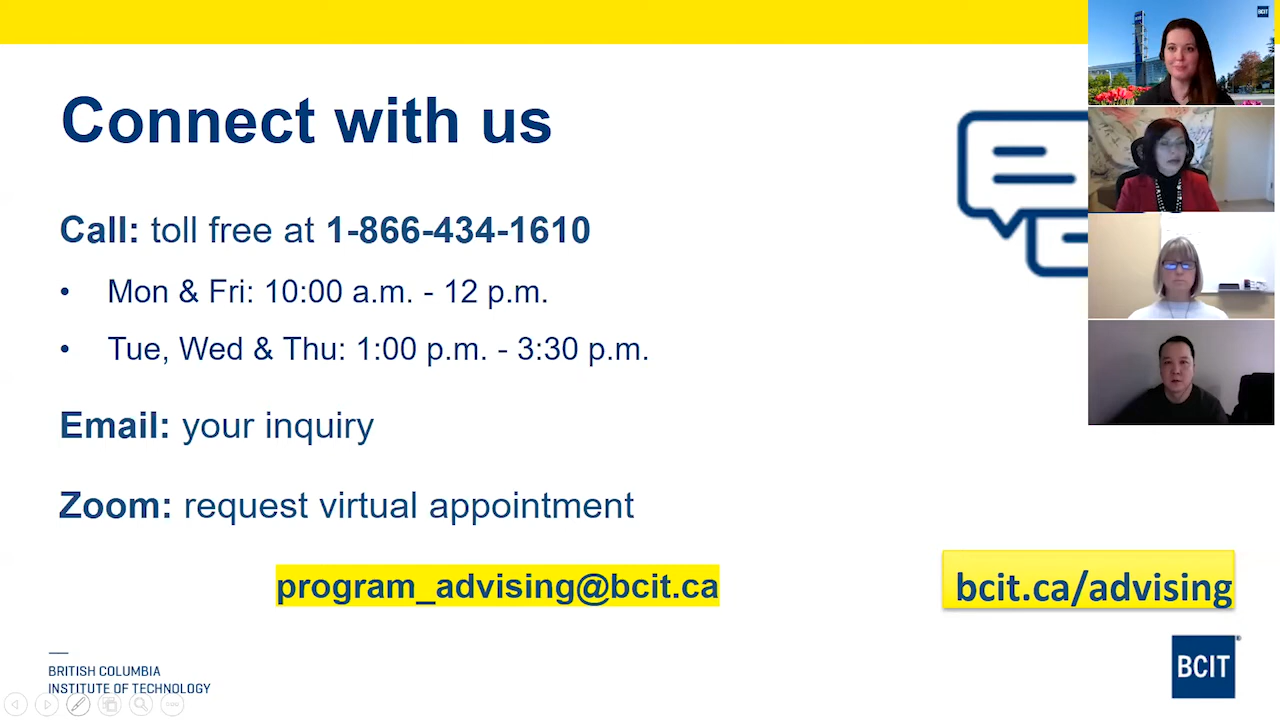 Connect with us
Call: toll free at 1-866-434-1610
• Mon & Fri: 10:00 a.m. - 12 p.m.
• Tue, Wed & Thu: 1:00 p.m. - 3:30 p.m.
Email: your inquiry
Zoom: request virtual appointment
program_advising@bcit.ca
bcit.ca/advising
BRITISH COLUMBIA
INSTITUTE OF TECHNOLOGY
BCIT®
BCIT